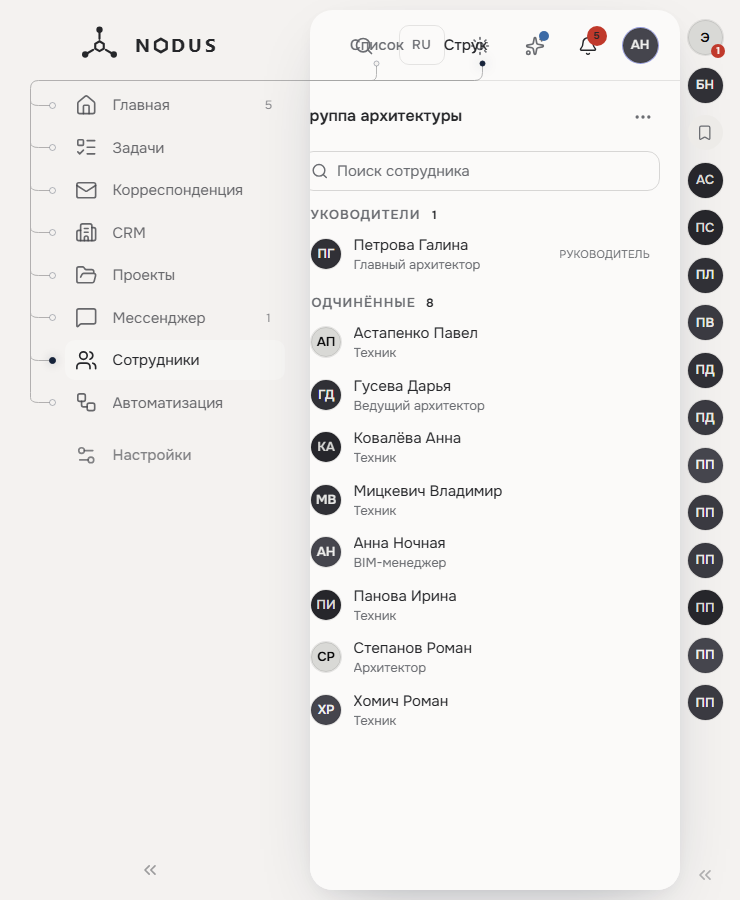 NODUS
Список
RU
Струк
5
АН
Главная 5
Задачи
Корреспонденция
CRM
Проекты
Мессенджер 1
Сотрудники
Автоматизация
Настройки
руппа архитектуры
Поиск сотрудника
УКОВОДИТЕЛИ 1
ПГ
Петрова Галина
Главный архитектор
РУКОВОДИТЕЛЬ
ОДЧИНЁННЫЕ 8
АП
Астапенко Павел
Техник
ГД
Гусева Дарья
Ведущий архитектор
КА
Ковалёва Анна
Техник
МВ
Мицкевич Владимир
Техник
АН
Анна Ночная
BIM-менеджер
ПИ
Панова Ирина
Техник
СР
Степанов Роман
Архитектор
ХР
Хомич Роман
Техник
Э
1
БН
АС
ПС
ПЛ
ПВ
ПД
ПД
ПП
ПП
ПП
ПП
ПП
ПП